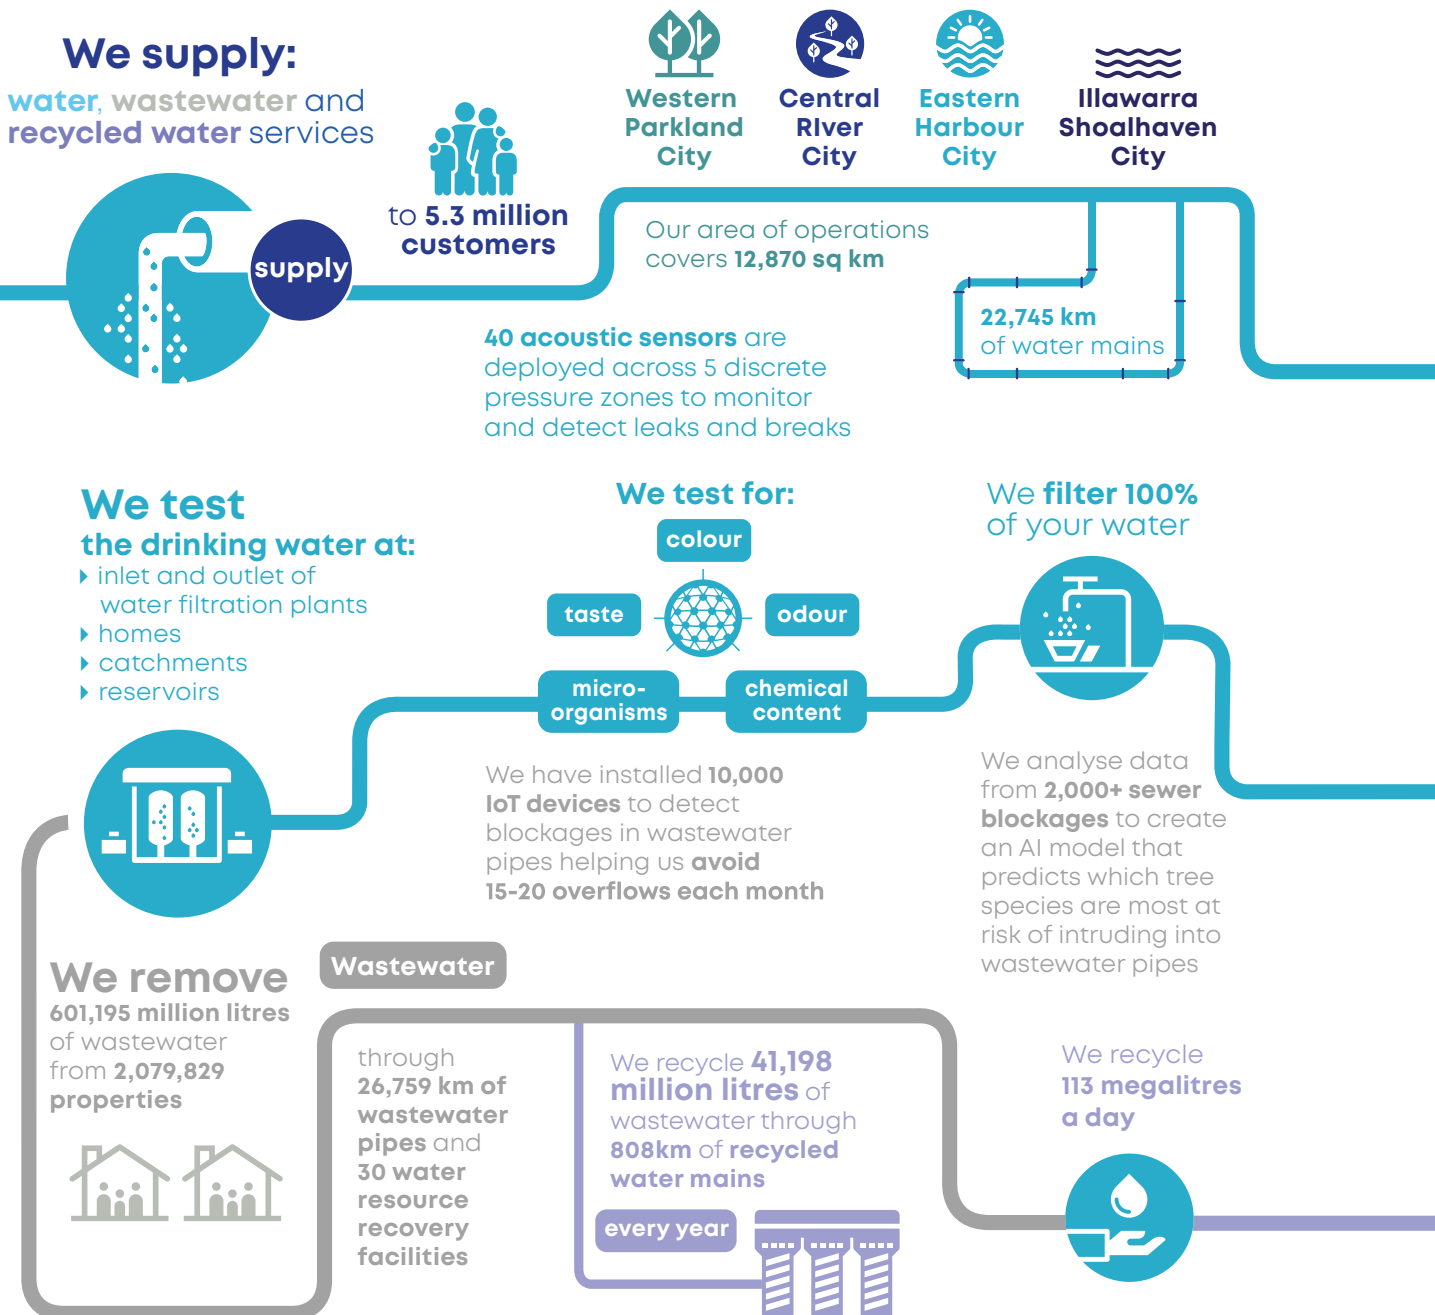 We supply:
water, wastewater and
recycled water services
supply
to 5.3 million
customers
Western
Parkland
City
Central
RIver
City
Eastern
Harbour
City
Illawarra
Shoalhaven
City
Our area of operations
covers 12,870 sq km
22,745 km
of water mains
40 acoustic sensors are
deployed across 5 discrete
pressure zones to monitor
and detect leaks and breaks
We test
the drinking water at:
inlet and outlet of
water filtration plants
homes
catchments
reservoirs
We test for:
colour
taste
odour
micro-
organisms
chemical
content
We filter 100%
of your water
We have installed 10,000
IoT devices to detect
blockages in wastewater
pipes helping us avoid
15-20 overflows each month
We analyse data
from 2,000+ sewer
blockages to create
an AI model that
predicts which tree
species are most at
risk of intruding into
wastewater pipes
We remove
601,195 million litres
of wastewater
from 2,079,829
properties
Wastewater
through
26,759 km of
wastewater
pipes and
30 water
resource
recovery
facilities
We recycle 41,198
million litres of
wastewater through
808km of recycled
water mains
every year
We recycle
113 megalitres
a day